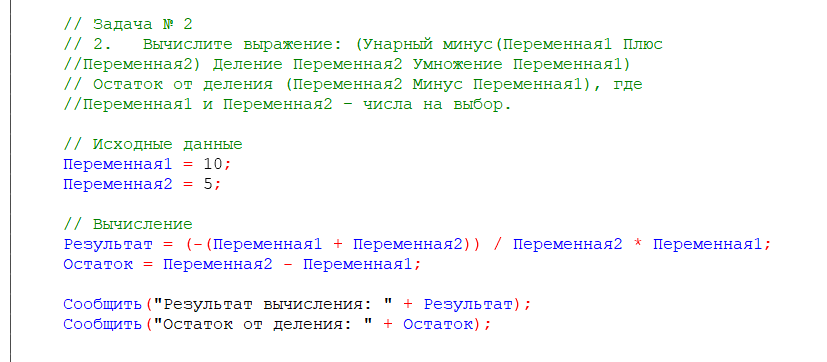 // Задача № 2
// 2.   Вычислите выражение: (Унарный минус(Переменная1 Плюс
//Переменная2) Деление Переменная2 Умножение Переменная1)
// Остаток от деления (Переменная2 Минус Переменная1), где
//Переменная1 и Переменная2 – числа на выбор.
// Исходные данные
Переменная1 = 10;
Переменная2 = 5;
// Вычисление
Результат = (-(Переменная1 + Переменная2)) / Переменная2 * Переменная1;
Остаток = Переменная2 - Переменная1;
Сообщить("Результат вычисления: " + Результат);
Сообщить("Остаток от деления: " + Остаток);